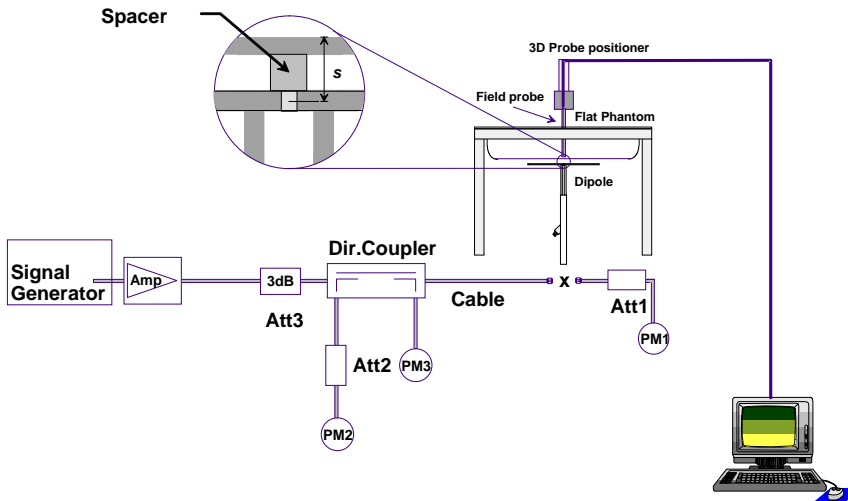 Spacer
s
3D Probe positioner
Field probe
Flat Phantom
Dipole
Dir.Coupler
Signal
Generator
Amp
3dB
Cable
x
Att3
Att1
PM1
Att2
PM3
PM2